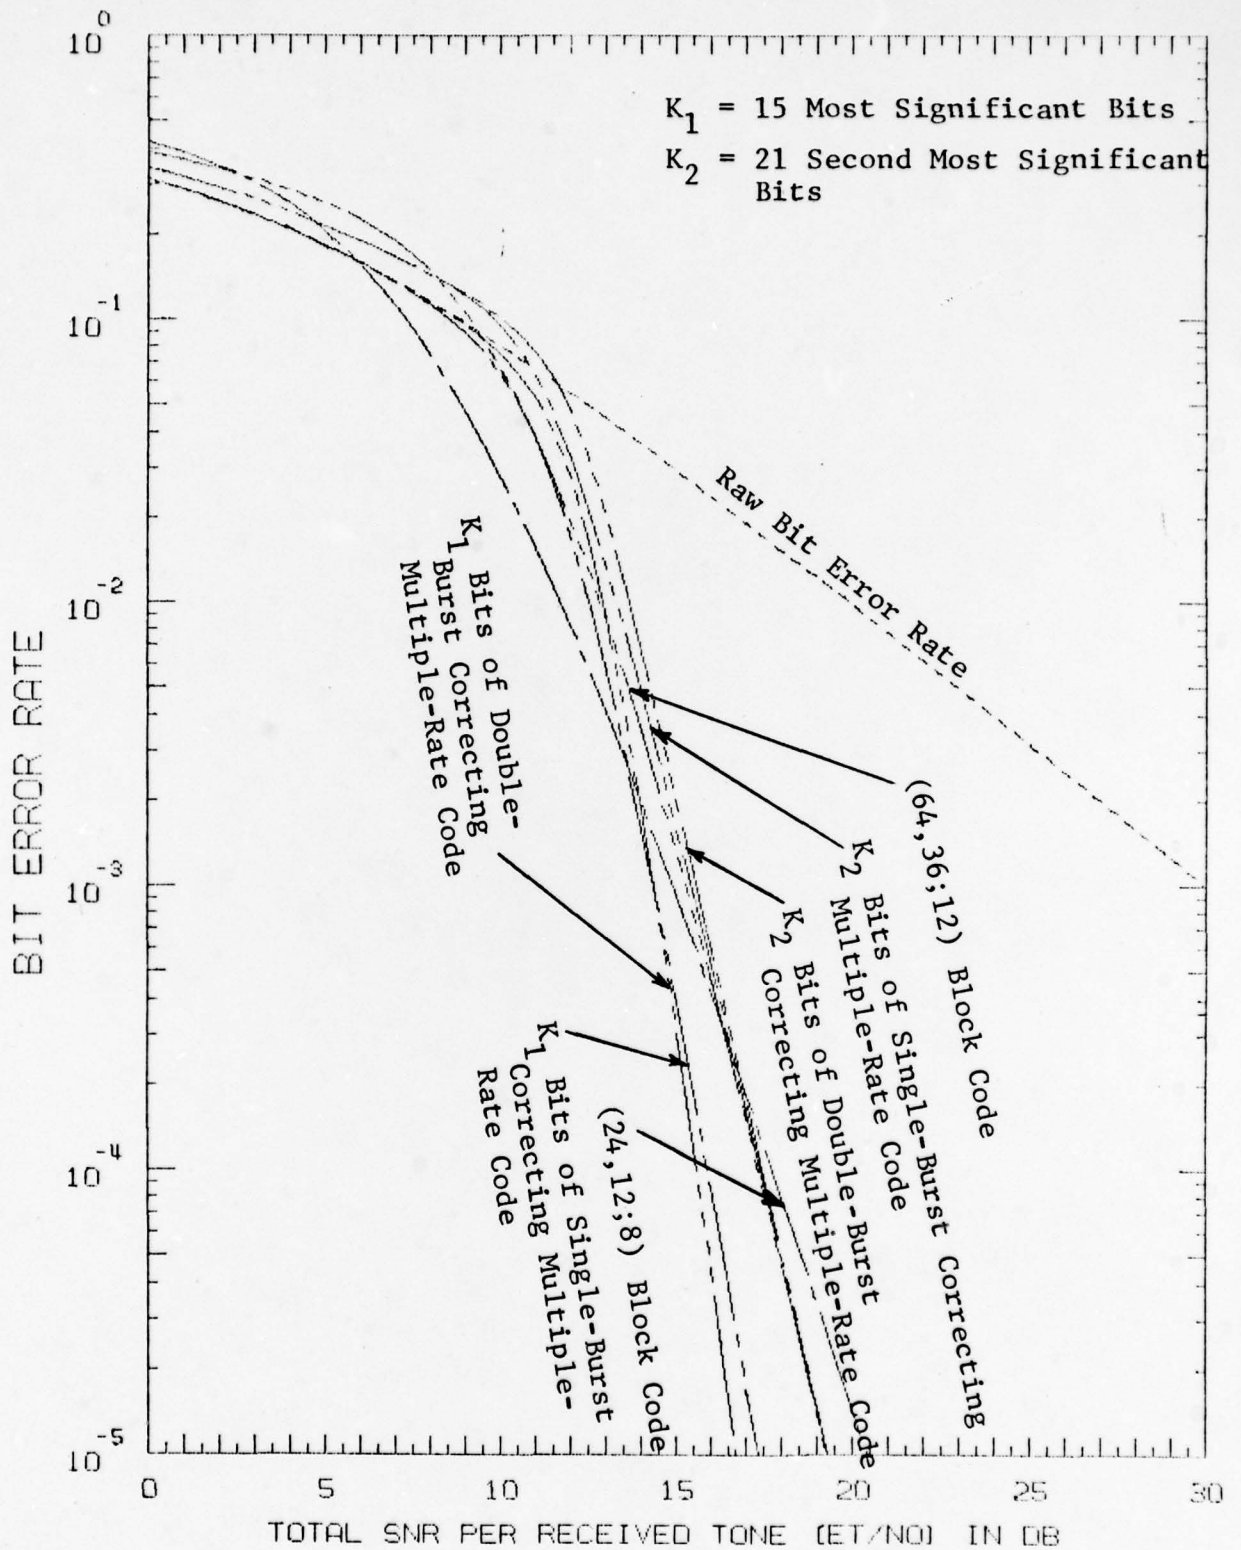 K1 = 15 Most Significant Bits
K2 = 21 Second Most Significant
Bits
10^0
10^-1
10^-2
10^-3
10^-4
10^-5
BIT ERROR RATE
Raw Bit Error Rate
K1 Bits of Double-
Burst Correcting
Multiple-Rate Code
(64,36;12) Block Code
K2 Bits of Single-Burst Correcting
Multiple-Rate Code
K2 Bits of Double-Burst
Correcting Multiple-Rate Code
K1 Bits of Single-Burst
Correcting Multiple-
Rate Code
(24,12;8) Block Code
0 5 10 15 20 25 30
TOTAL SNR PER RECEIVED TONE (ET/NO) IN DB